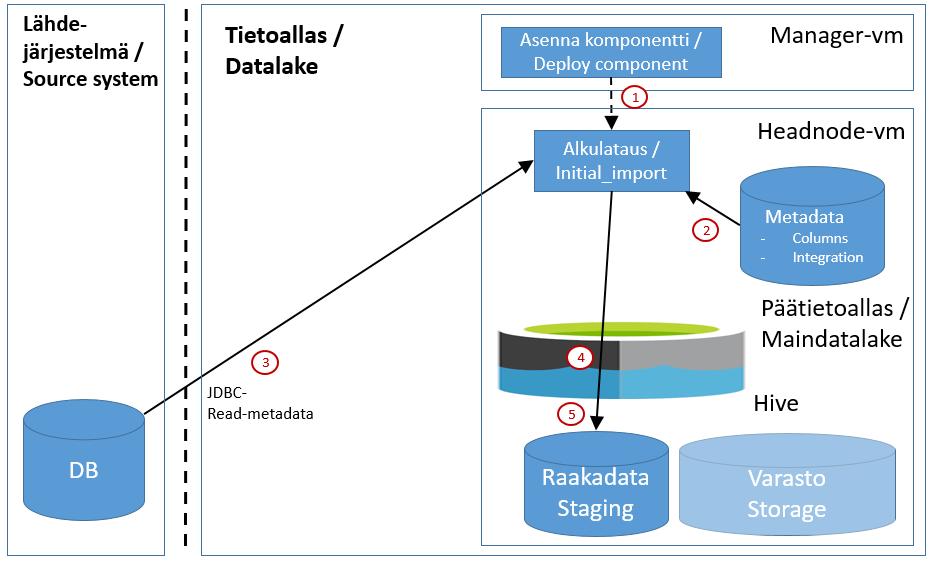 Lähde-
järjestelmä /
Source system
DB
Tietoallas /
Datalake
3
JDBC-
Read-metadata
Asenna komponentti /
Deploy component
Manager-vm
1
Headnode-vm
Alkulataus /
Initial_import
Metadata
- Columns
- Integration
2
Päätietoallas /
Maindatalake
4
Hive
5
Raakadata
Staging
Varasto
Storage